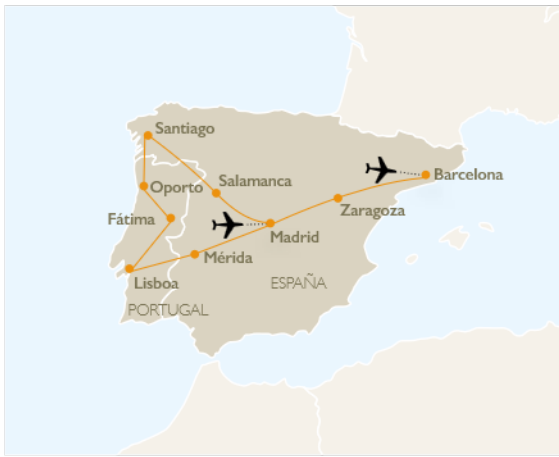 Santiago
Barcelona
Oporto
Salamanca
Zaragoza
Fátima
Madrid
Mérida
Lisboa
ESPAÑA
PORTUGAL